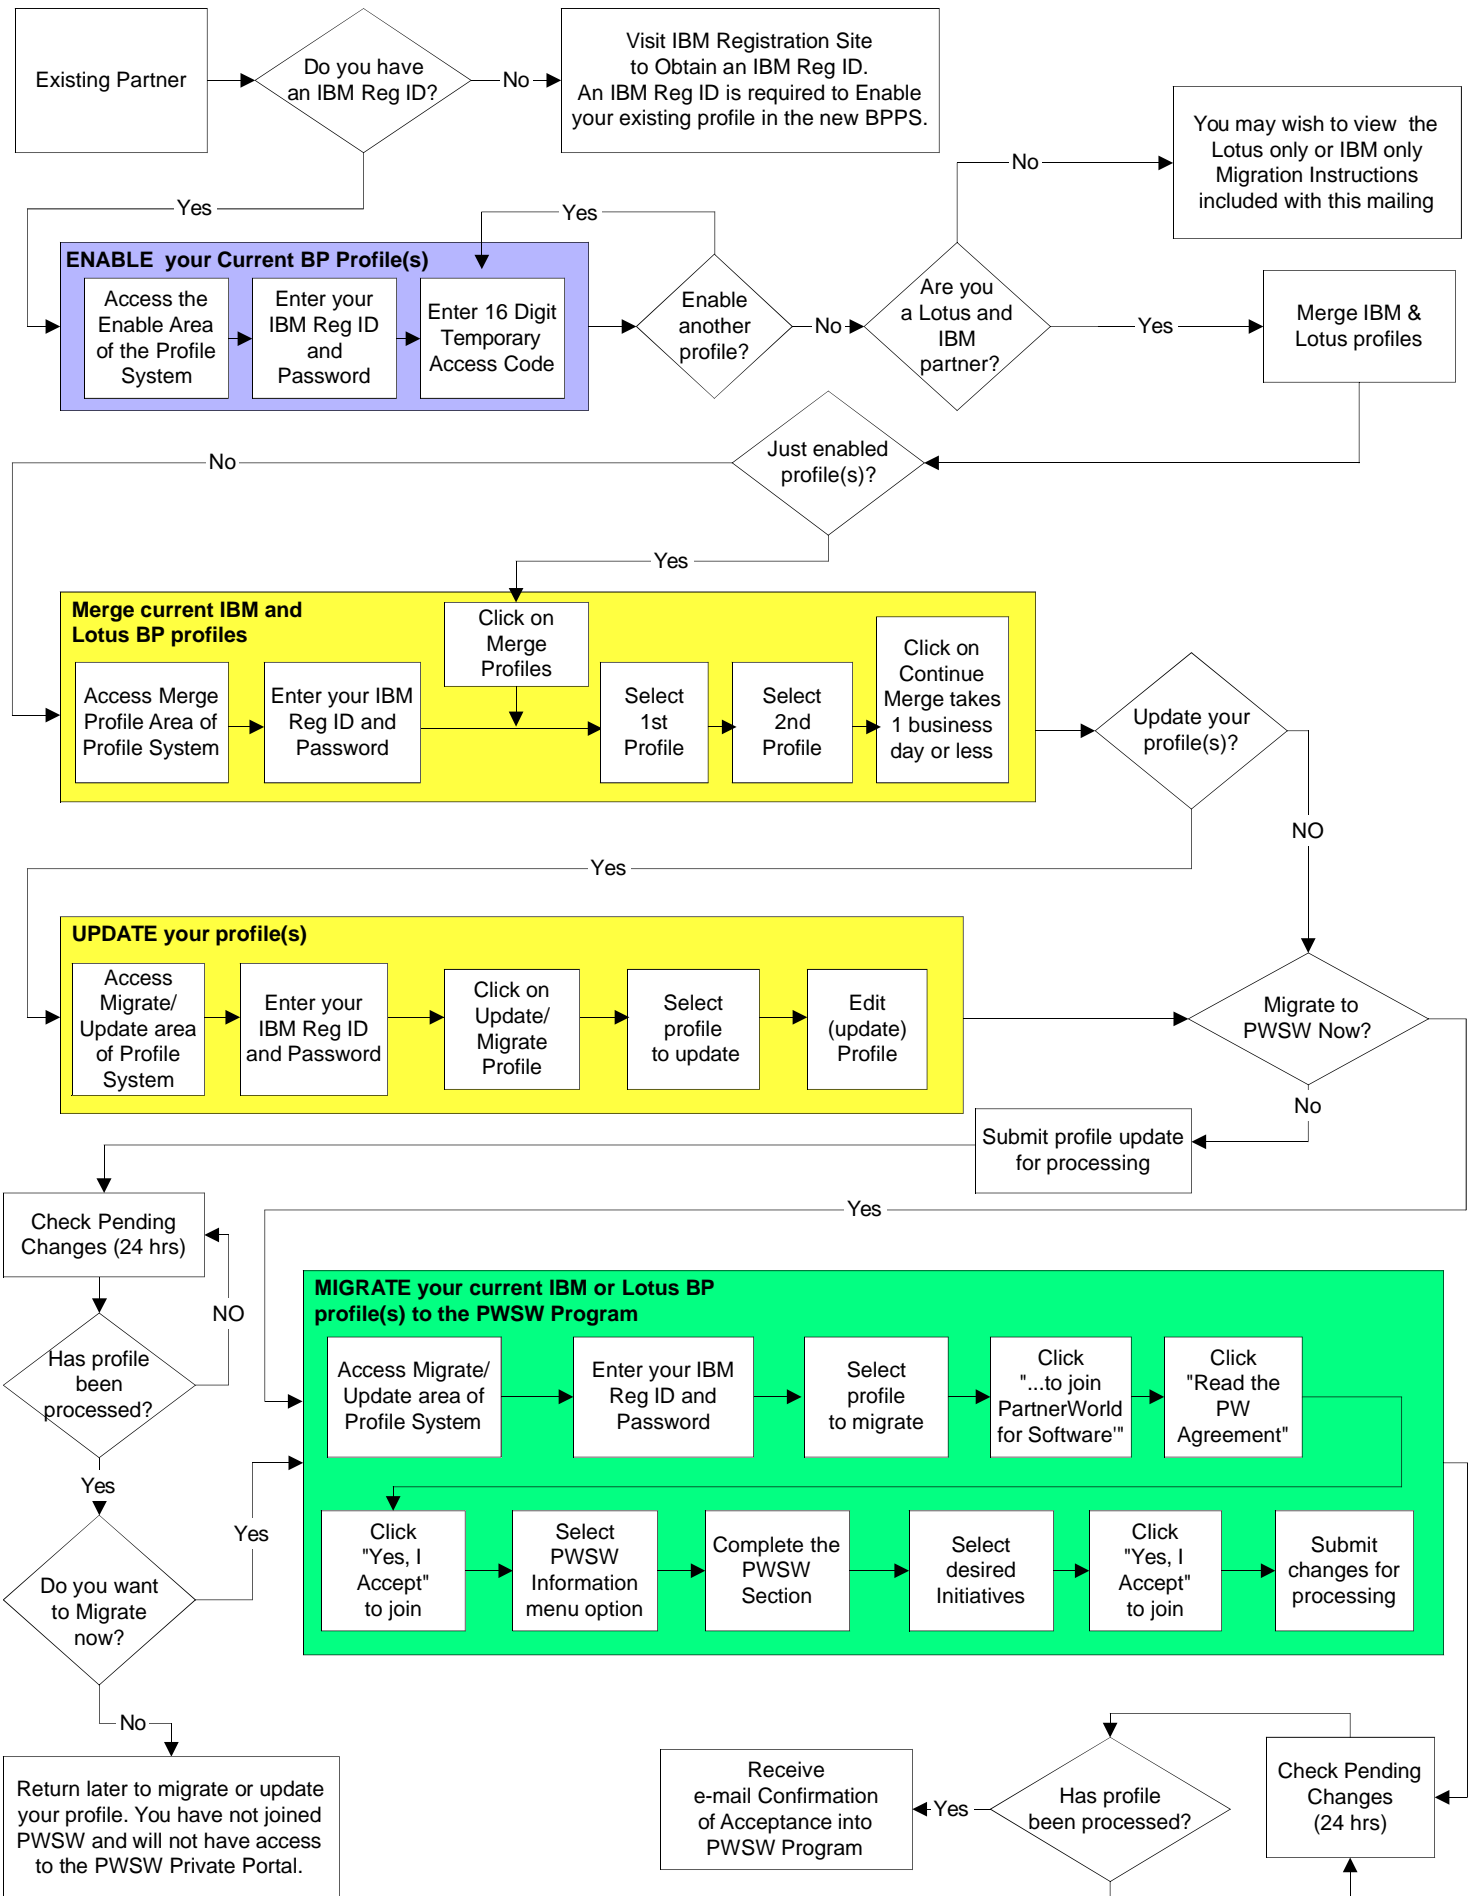 Existing Partner
Do you have
an IBM Reg ID?
No
Visit IBM Registration Site
to Obtain an IBM Reg ID.
An IBM Reg ID is required to Enable
your existing profile in the new BPPS.
Yes
ENABLE  your Current BP Profile(s)
Access the
Enable Area
of the Profile
System
Enter your
IBM Reg ID
and
Password
Enter 16 Digit
Temporary
Access Code
Yes
Enable
another
profile?
No
Are you
a Lotus and
IBM
partner?
No
You may wish to view  the
Lotus only or IBM only
Migration Instructions
included with this mailing
Yes
Merge IBM &
Lotus profiles
Just enabled
profile(s)?
No
Yes
Merge current IBM and
Lotus BP profiles
Access Merge
Profile Area of
Profile System
Enter your IBM
Reg ID and
Password
Click on
Merge
Profiles
Select
1st
Profile
Select
2nd
Profile
Click on
Continue
Merge takes
1 business
day or less
Update your
profile(s)?
NO
Yes
UPDATE your profile(s)
Access
Migrate/
Update area
of Profile
System
Enter your
IBM Reg ID
and Password
Click on
Update/
Migrate
Profile
Select
profile
to update
Edit
(update)
Profile
Migrate to
PWSW Now?
No
Submit profile update
for processing
Yes
Check Pending
Changes (24 hrs)
NO
Has profile
been
processed?
Yes
Do you want
to Migrate
now?
Yes
No
Return later to migrate or update
your profile. You have not joined
PWSW and will not have access
to the PWSW Private Portal.
MIGRATE your current IBM or Lotus BP
profile(s) to the PWSW Program
Access Migrate/
Update area of
Profile System
Enter your IBM
Reg ID and
Password
Select
profile
to migrate
Click
"...to join
PartnerWorld
for Software'"
Click
"Read the
PW
Agreement"
Click
"Yes, I
Accept"
to join
Select
PWSW
Information
menu option
Complete the
PWSW
Section
Select
desired
Initiatives
Click
"Yes, I
Accept"
to join
Submit
changes for
processing
Receive
e-mail Confirmation
of Acceptance into
PWSW Program
Yes
Has profile
been processed?
Check Pending
Changes
(24 hrs)